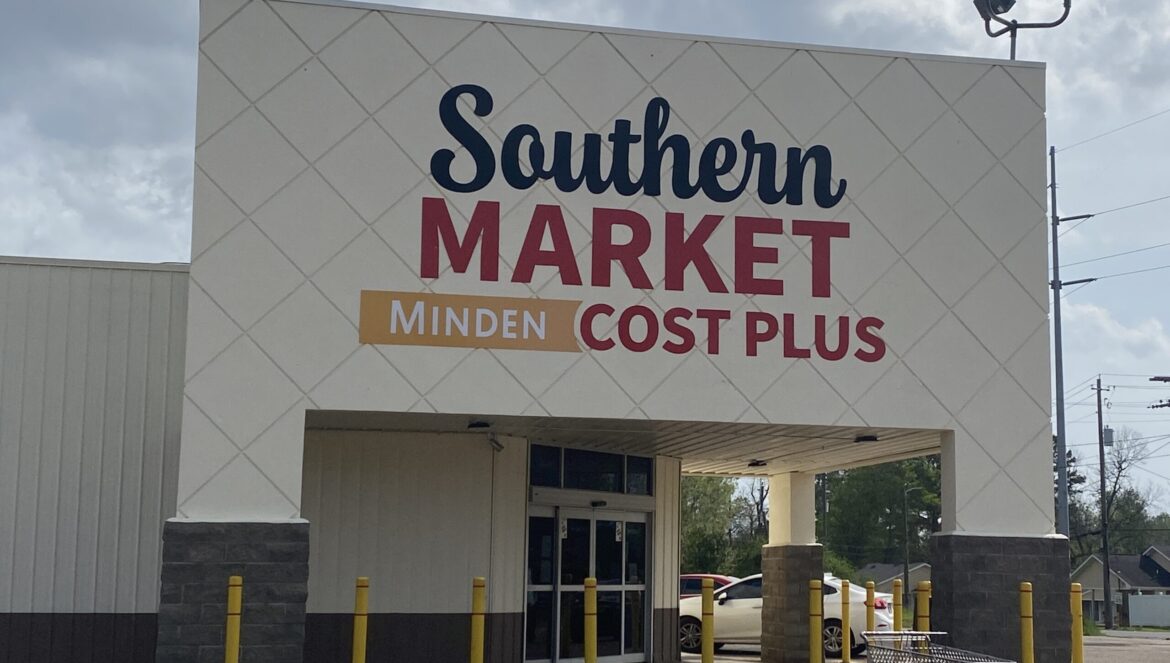 Southern
MARKET
MINDEN COST PLUS